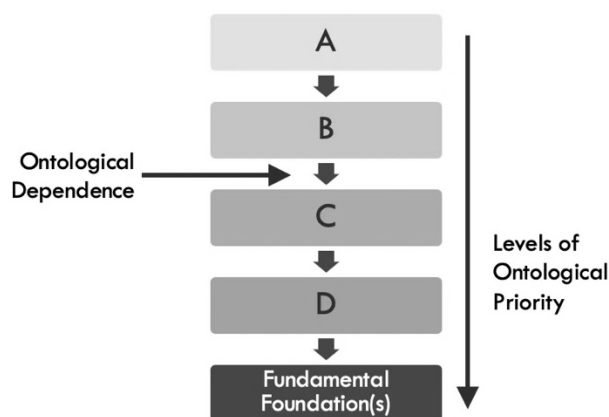 A
B
Ontological
Dependence
C
Levels of
Ontological
Priority
D
Fundamental
Foundation(s)